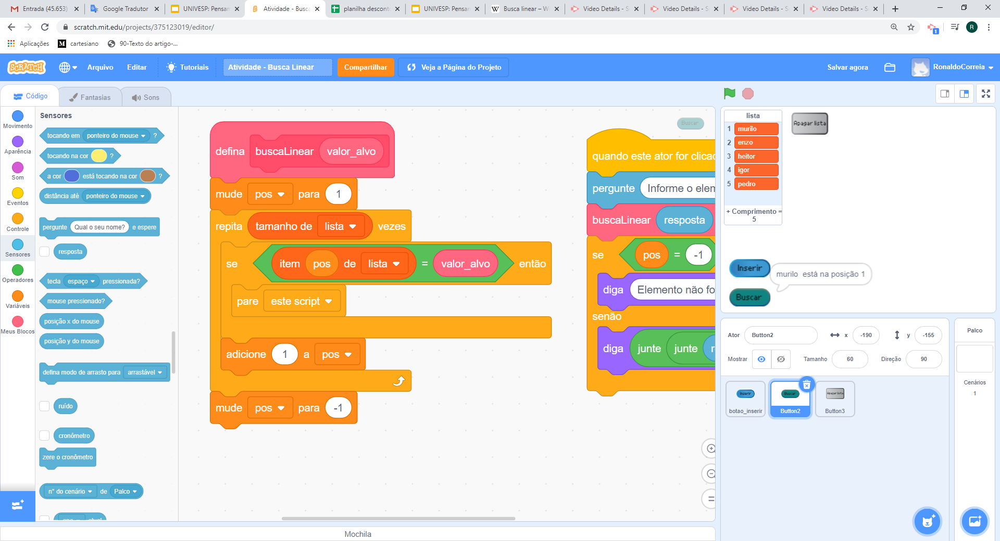 Entrada (45.653)
Google Tradutor
UNIVESP: Pensan
Atividade - Busca
planilha descont
UNIVESP: Pensan
Busca linear – W
Video Details - S
Video Details - S
Video Details - S
Video Details - S
scratch.mit.edu/projects/375123019/editor/
1
R
Aplicações
M
cartesiano
90-Texto do artigo-...
SCRATCH
Arquivo
Editar
Tutoriais
Atividade - Busca Linear
Compartilhar
Veja a Página do Projeto
Salvar agora
RonaldoCorreia
Código
Fantasias
Sons
Movimento
Aparência
Som
Eventos
Controle
Sensores
Operadores
Variáveis
Meus Blocos
Sensores
tocando em ponteiro do mouse ?
tocando na cor ?
a cor está tocando na cor ?
distância até ponteiro do mouse
pergunte Qual o seu nome? e espere
resposta
tecla espaço pressionada?
mouse pressionado?
posição x do mouse
posição y do mouse
defina modo de arrasto para arrastável
ruído
cronômetro
zere o cronômetro
n° do cenário de Palco
defina buscaLinear valor_alvo
mude pos para 1
repita tamanho de lista vezes
se item pos de lista = valor_alvo então
pare este script
adicione 1 a pos
mude pos para -1
Buscar
quando este ator for clicad
pergunte Informe o elem
buscaLinear resposta
se pos = -1
diga Elemento não fo
senão
diga junte junte r
lista
1 murilo
2 enzo
3 heitor
4 igor
5 pedro
+ Comprimento =
5
Apagar lista
Inserir
murilo está na posição 1
Buscar
Ator Button2 x -190 y -155
Mostrar Tamanho 60 Direção 90
Inserir
botao_inserir
Buscar
Button2
Apagar lista
Button3
Palco
Cenários
1
Mochila